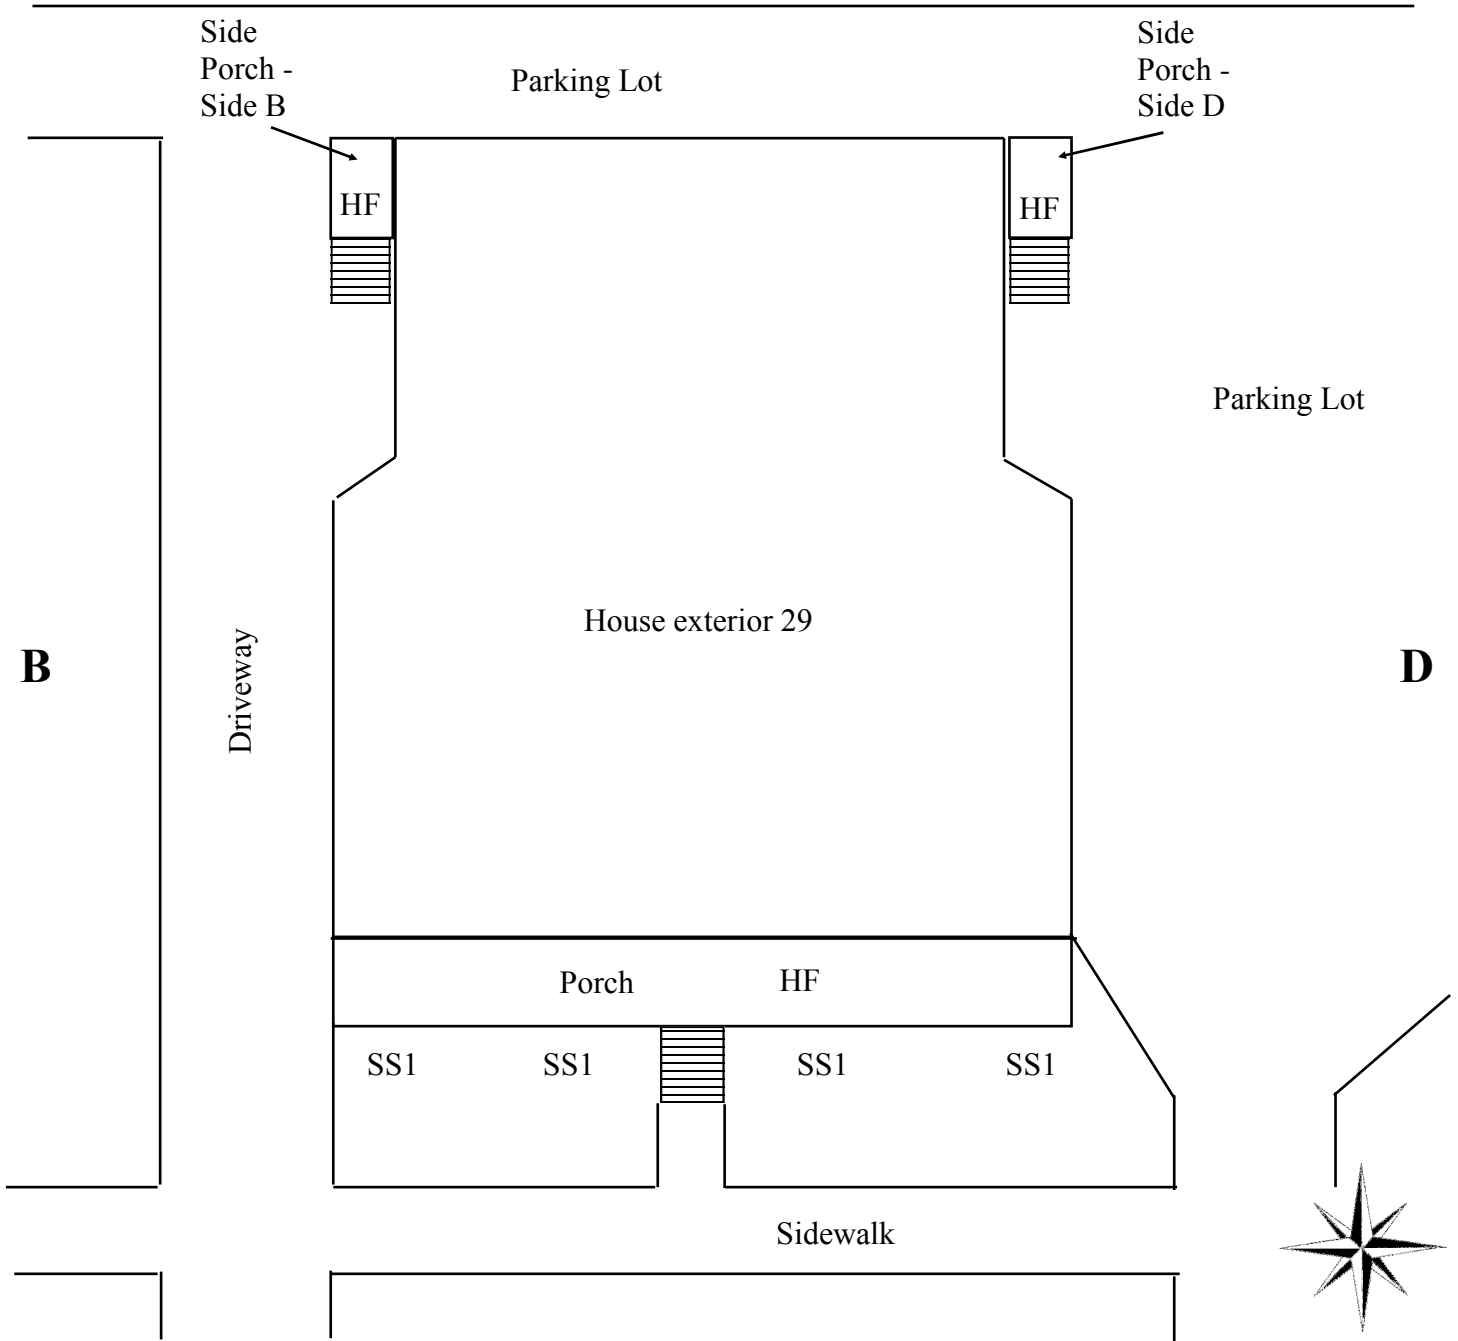 Side
Porch -
Side B
Parking Lot
Side
Porch -
Side D
HF
HF
Parking Lot
House exterior 29
B
Driveway
D
Porch
HF
SS1
SS1
SS1
SS1
Sidewalk